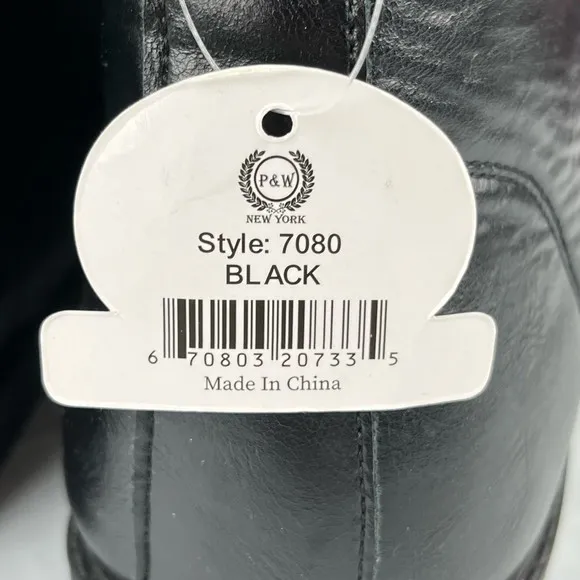 P&W
NEW YORK
Style: 7080
BLACK
6 70803 20733 5
Made In China